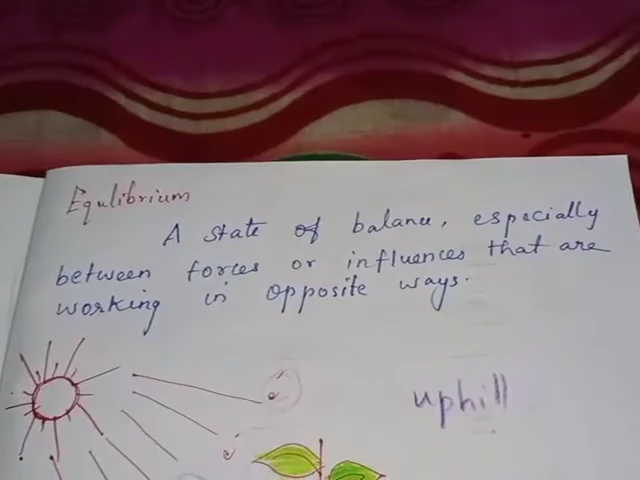 Equlibrium
A state of balance, especially
between forces or influences that are
working in opposite ways.
uphill